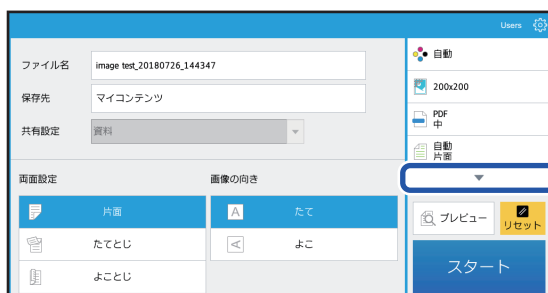 Users
ファイル名
image test_20180726_144347
保存先
マイコンテンツ
共有設定
資料
両面設定
画像の向き
片面
たてとじ
よことじ
A
たて
A
よこ
自動
200x200
PDF
中
自動
片面
プレビュー
リセット
スタート